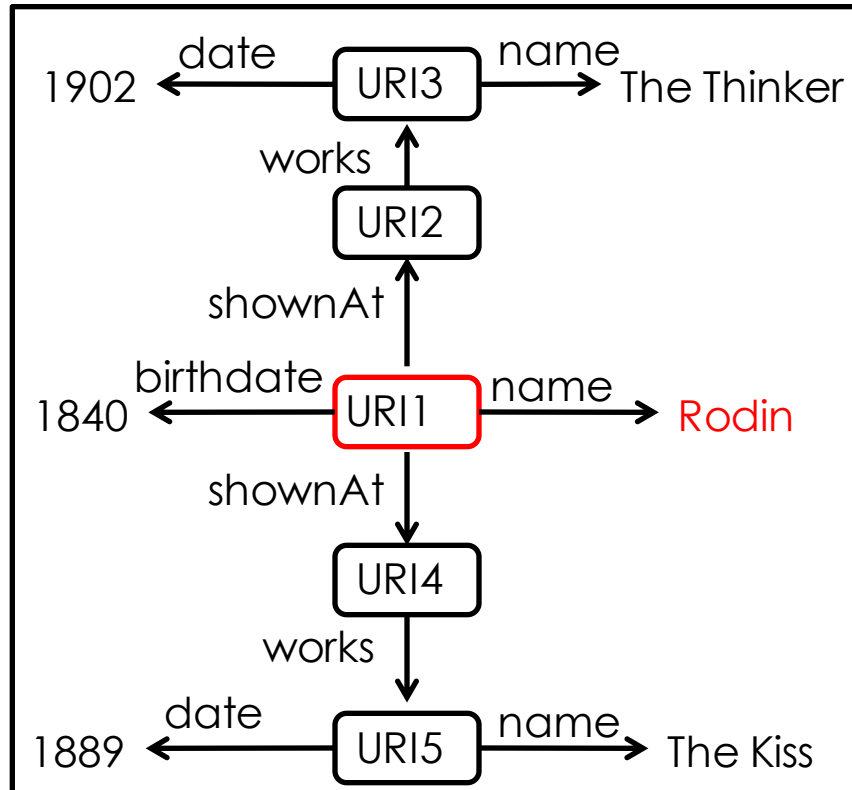 date name
1902 URI3 The Thinker
works
URI2
shownAt
birthdate name
1840 URI1 Rodin
shownAt
URI4
works
date name
1889 URI5 The Kiss